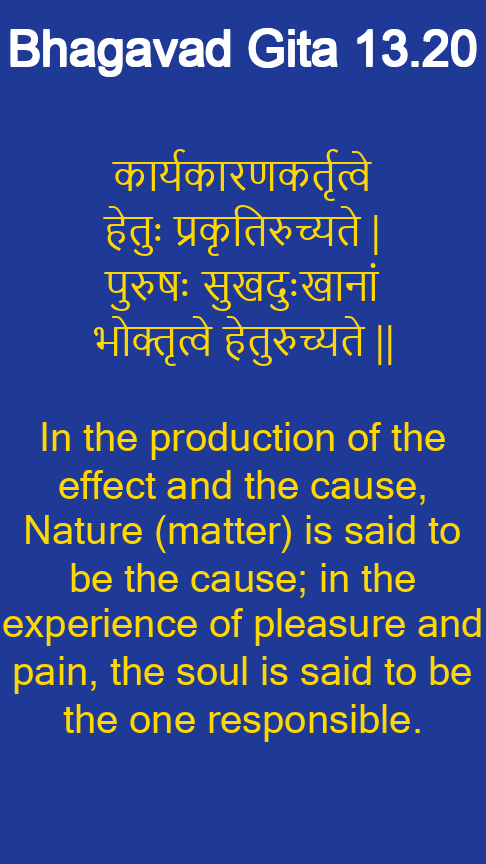 Bhagavad Gita 13.20
कार्यकारणकर्तृत्वे
हेतुः प्रकृतिरुच्यते |
पुरुषः सुखदुःखानां
भोक्तृत्वे हेतुरुच्यते ||
In the production of the
effect and the cause,
Nature (matter) is said to
be the cause; in the
experience of pleasure and
pain, the soul is said to be
the one responsible.